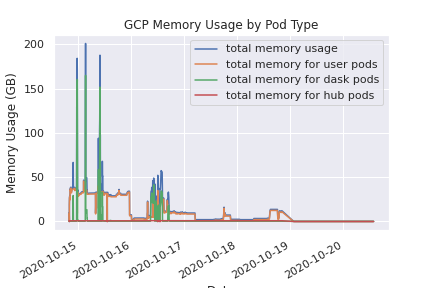 GCP Memory Usage by Pod Type
Memory Usage (GB)
200
150
100
50
0
total memory usage
total memory for user pods
total memory for dask pods
total memory for hub pods
2020-10-15
2020-10-16
2020-10-17
2020-10-18
2020-10-19
2020-10-20